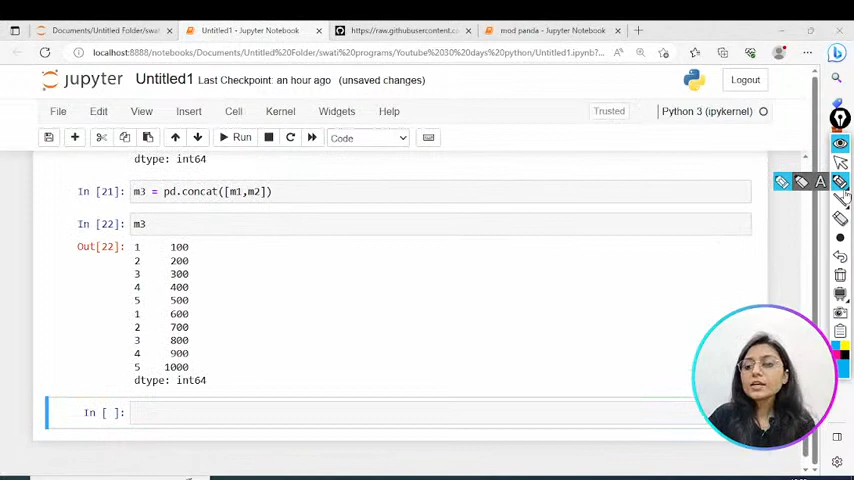 Documents/Untitled Folder/swat
Untitled1 - Jupyter Notebook
https://raw.githubusercontent.c
mod panda - Jupyter Notebook
localhost:8888/notebooks/Documents/Untitled%20Folder/swati%20programs/Youtube%2030%20days%20python/Untitled1.ipynb?...
jupyter Untitled1 Last Checkpoint: an hour ago (unsaved changes)
Logout
File Edit View Insert Cell Kernel Widgets Help
Trusted
Python 3 (ipykernel)
Run
Code
dtype: int64
In [21]: m3 = pd.concat([m1,m2])
In [22]: m3
Out[22]: 1 100
2 200
3 300
4 400
5 500
1 600
2 700
3 800
4 900
5 1000
dtype: int64
In [ ]:
A